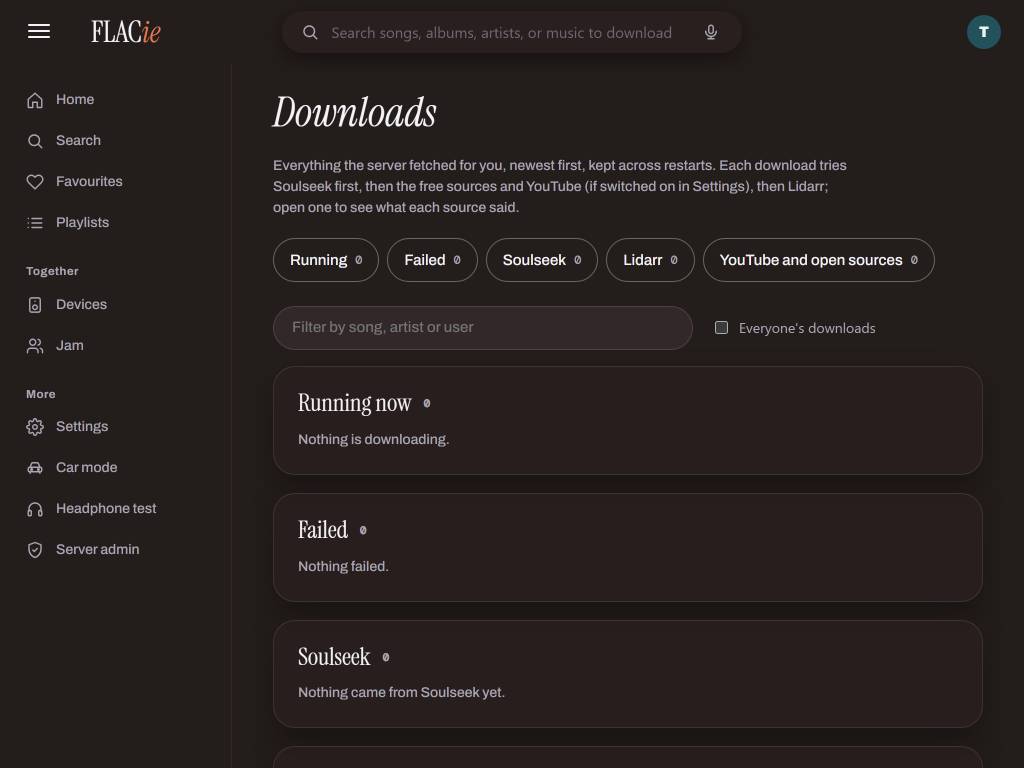 FLACie
Search songs, albums, artists, or music to download
T
Home
Search
Favourites
Playlists
Together
Devices
Jam
More
Settings
Car mode
Headphone test
Server admin
Downloads
Everything the server fetched for you, newest first, kept across restarts. Each download tries
Soulseek first, then the free sources and YouTube (if switched on in Settings), then Lidarr;
open one to see what each source said.
Running 0
Failed 0
Soulseek 0
Lidarr 0
YouTube and open sources 0
Filter by song, artist or user
Everyone's downloads
Running now 0
Nothing is downloading.
Failed 0
Nothing failed.
Soulseek 0
Nothing came from Soulseek yet.